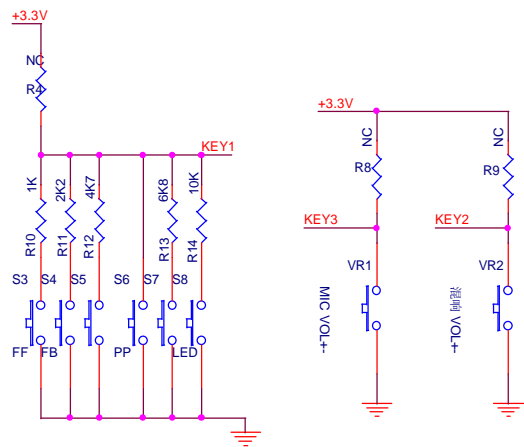 +3.3V
NC
R4
KEY1
1K
2K2
4K7
6K8
10K
R10
R11
R12
R13
R14
S3
S4
S5
S6
S7
S8
FF
FB
PP
LED
+3.3V
NC
NC
R8
R9
KEY3
KEY2
VR1
VR2
MIC VOL+-
混响 VOL+-